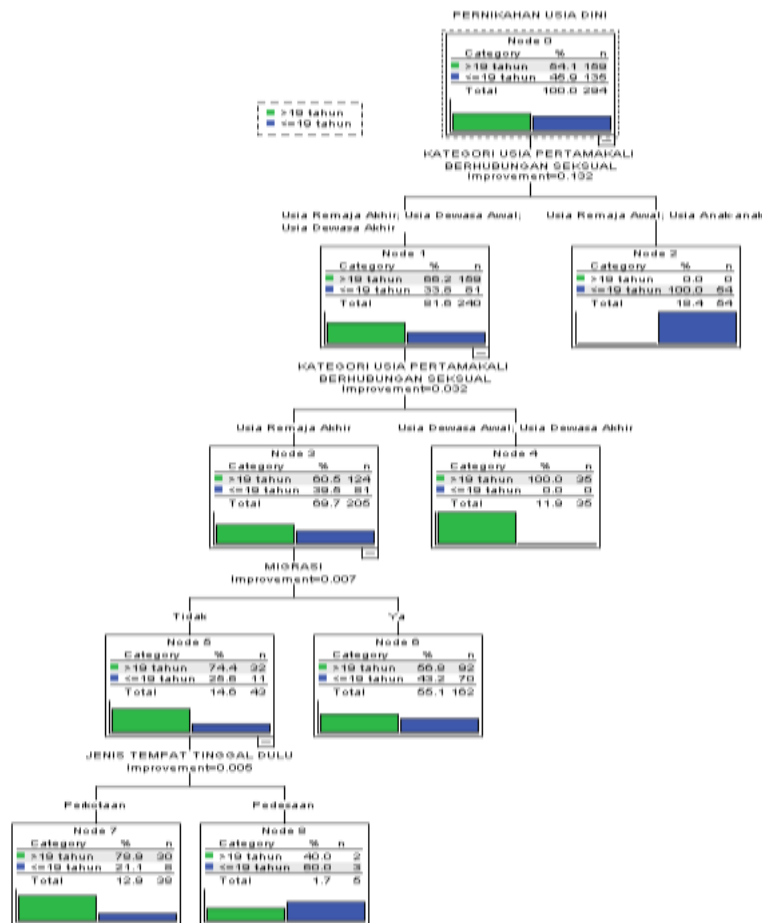 PERNIKAHAN USIA DINI
Node 0
Category % n
>19 tahun 54.1 159
<=19 tahun 45.9 135
Total 100.0 294
>19 tahun
<=19 tahun
KATEGORI USIA PERTAMAKALI
BERHUBUNGAN SEKSUAL
Improvement=0.132
Usia Remaja Akhir; Usia Dewasa Awal;
Usia Dewasa Akhir
Usia Remaja Awal; Usia Anak-anak
Node 1
Category % n
>19 tahun 66.2 159
<=19 tahun 33.8 81
Total 81.6 240
Node 2
Category % n
>19 tahun 0.0 0
<=19 tahun 100.0 54
Total 18.4 54
KATEGORI USIA PERTAMAKALI
BERHUBUNGAN SEKSUAL
Improvement=0.032
Usia Remaja Akhir
Usia Dewasa Awal; Usia Dewasa Akhir
Node 3
Category % n
>19 tahun 60.5 124
<=19 tahun 39.5 81
Total 69.7 205
Node 4
Category % n
>19 tahun 100.0 35
<=19 tahun 0.0 0
Total 11.9 35
MIGRASI
Improvement=0.007
Tidak
Ya
Node 5
Category % n
>19 tahun 74.4 32
<=19 tahun 25.6 11
Total 14.6 43
Node 6
Category % n
>19 tahun 56.8 92
<=19 tahun 43.2 70
Total 55.1 162
JENIS TEMPAT TINGGAL DULU
Improvement=0.005
Perkotaan
Pedesaan
Node 7
Category % n
>19 tahun 78.9 30
<=19 tahun 21.1 8
Total 12.9 38
Node 8
Category % n
>19 tahun 40.0 2
<=19 tahun 60.0 3
Total 1.7 5